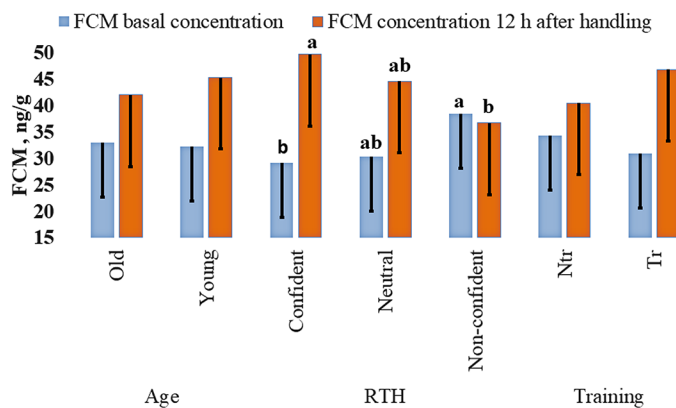 FCM basal concentration FCM concentration 12 h after handling
FCM , ng/g
50
45
40
35
30
25
20
15
a
ab
a
b
b
ab
Old
Young
Confident
Neutral
Non-confident
Ntr
Tr
Age RTH Training